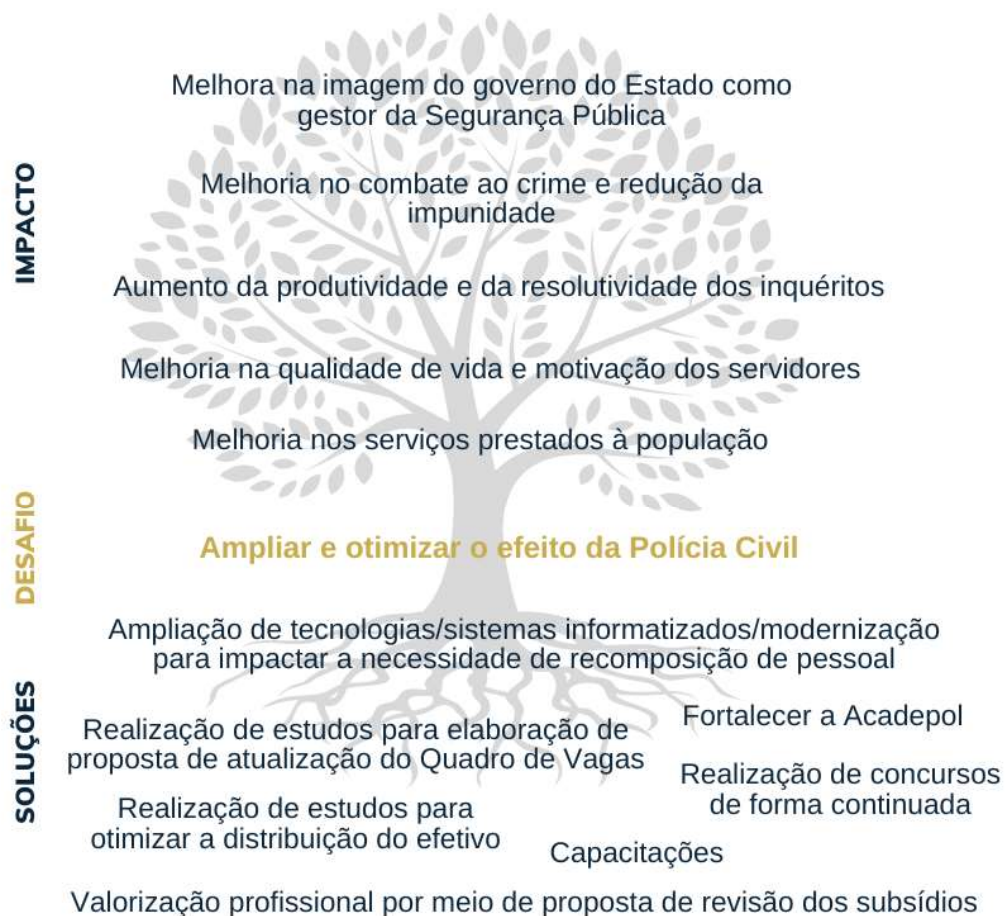 IMPACTO
Melhora na imagem do governo do Estado como
gestor da Segurança Pública
Melhoria no combate ao crime e redução da
impunidade
Aumento da produtividade e da resolutividade dos inquéritos
Melhoria na qualidade de vida e motivação dos servidores
Melhoria nos serviços prestados à população
DESAFIO
Ampliar e otimizar o efeito da Polícia Civil
SOLUÇÕES
Ampliação de tecnologias/sistemas informatizados/modernização
para impactar a necessidade de recomposição de pessoal
Realização de estudos para elaboração de
proposta de atualização do Quadro de Vagas
Fortalecer a Acadepol
Realização de concursos
de forma continuada
Realização de estudos para
otimizar a distribuição do efetivo
Capacitações
Valorização profissional por meio de proposta de revisão dos subsídios